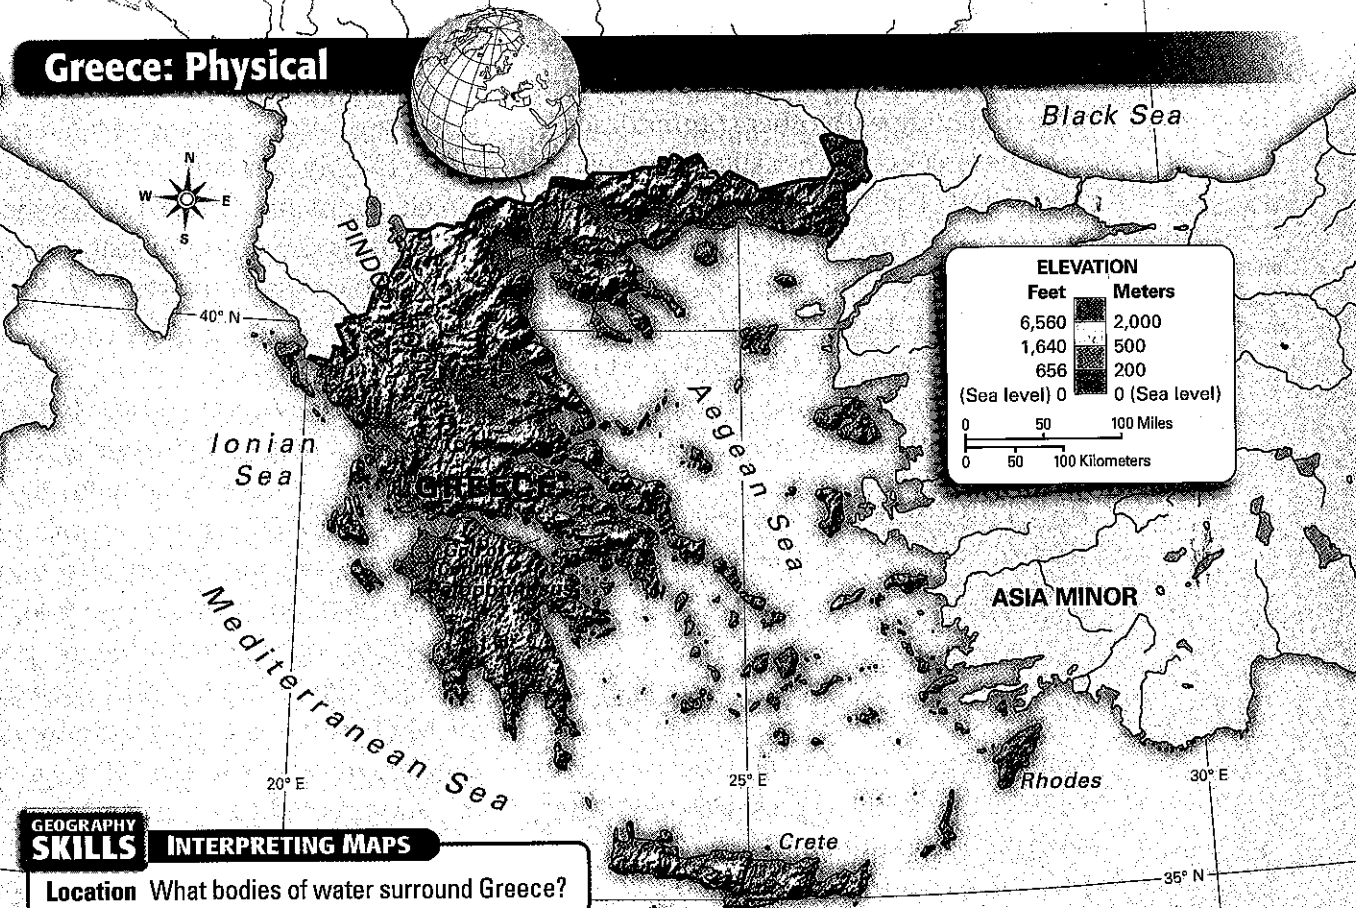 Greece: Physical
Black Sea
N
W
E
S
40° N
Ionian
Sea
Aegean Sea
GREECE
Mediterranean Sea
ASIA MINOR
ELEVATION
Feet
Meters
6,560
2,000
1,640
500
656
200
(Sea level) 0
0 (Sea level)
0
50
100 Miles
0
50
100 Kilometers
20° E
25° E
30° E
Rhodes
Crete
35° N
GEOGRAPHY
SKILLS
INTERPRETING MAPS
Location What bodies of water surround Greece?